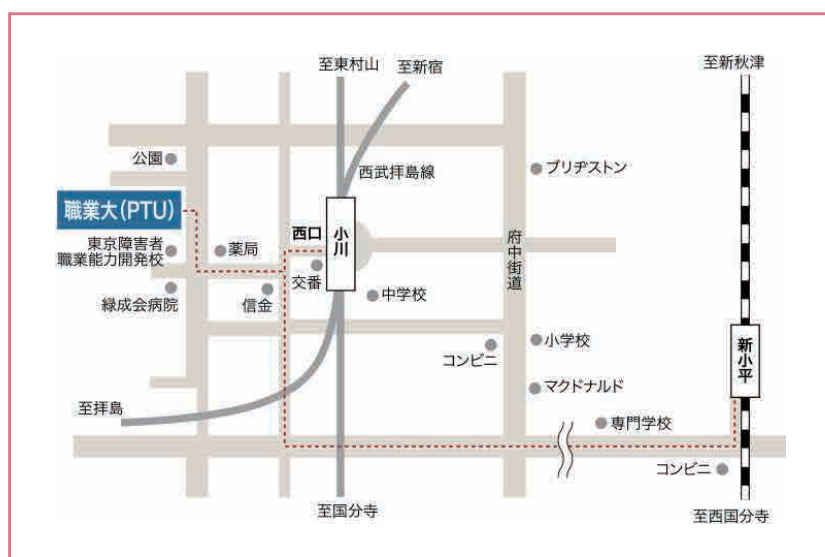 至東村山
至新宿
至新秋津
公園
西武拝島線
ブリヂストン
職業大(PTU)
西口
小川
府中街道
東京障害者
職業能力開発校
薬局
交番
中学校
緑成会病院
信金
コンビニ
小学校
新小平
マクドナルド
至拝島
専門学校
コンビニ
至国分寺
至西国分寺